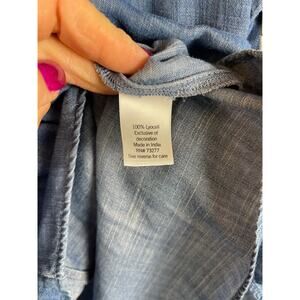 100% Lyocell
Exclusive of
decoration
Made in India
RN# 73277
See reverse for care